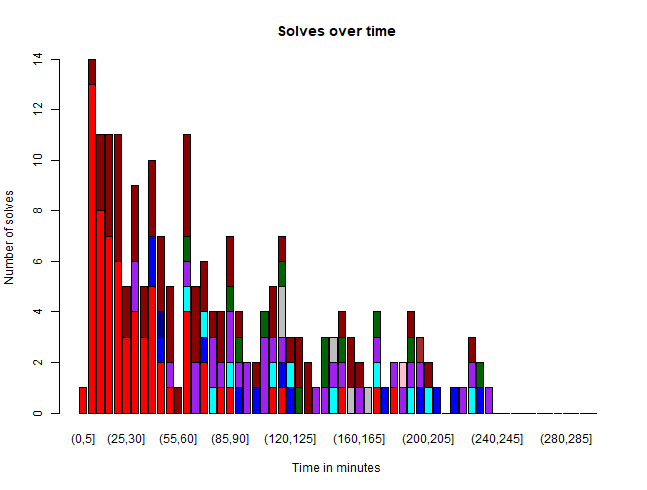 Solves over time
Number of solves
14
12
10
8
6
4
2
0
(0,5] (25,30] (55,60] (85,90] (120,125] (160,165] (200,205] (240,245] (280,285]
Time in minutes